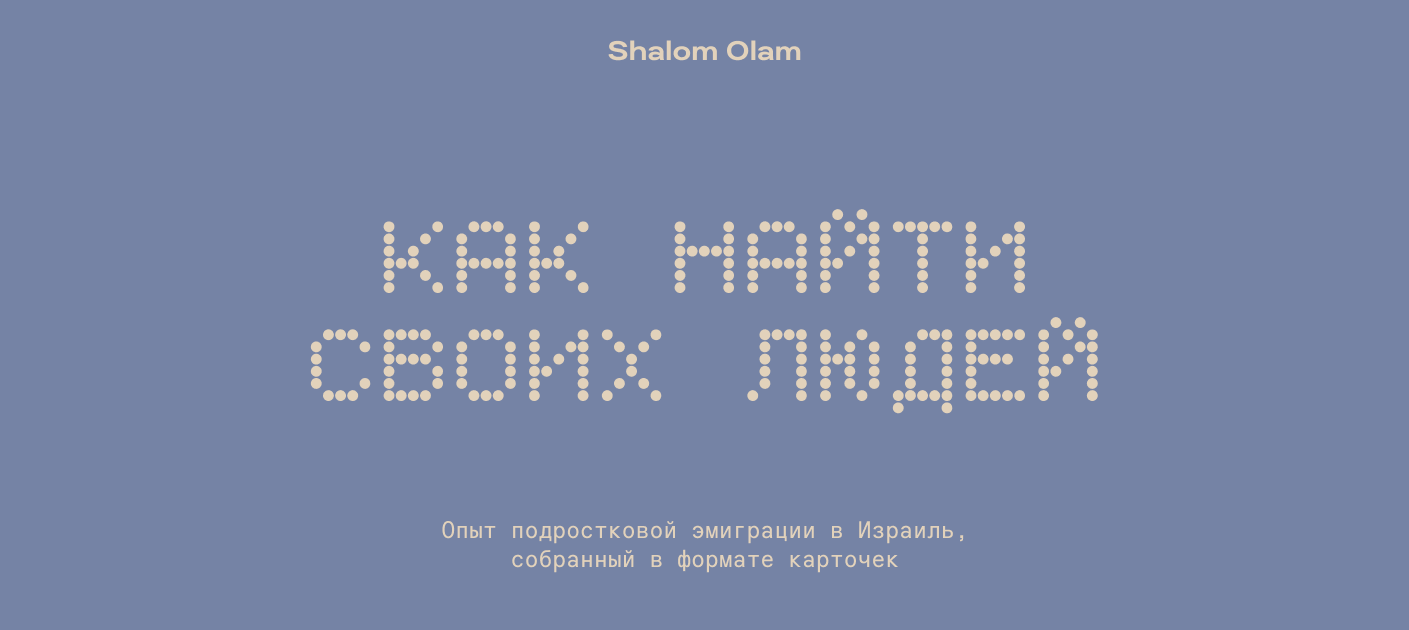 Shalom Olam
КАК НАЙТИ
СВОИХ ЛЮДЕЙ
Опыт подростковой эмиграции в Израиль,
собранный в формате карточек